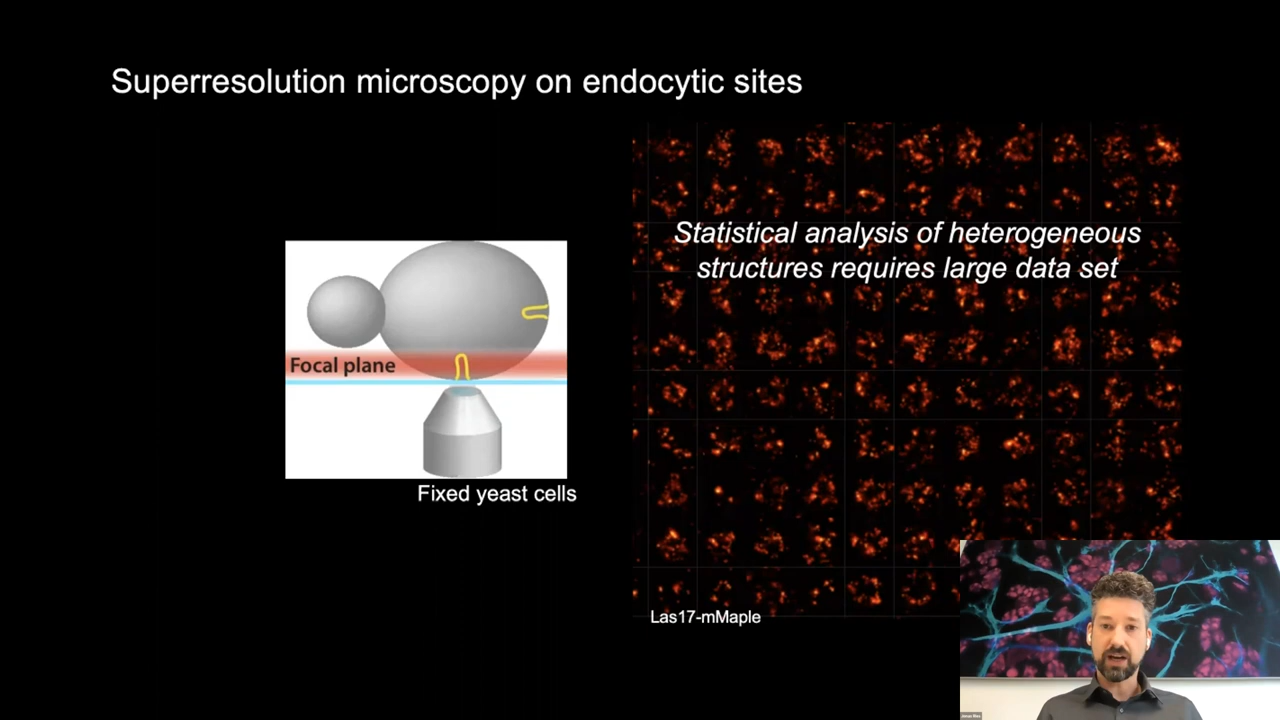 Superresolution microscopy on endocytic sites
Statistical analysis of heterogeneous
structures requires large data set
Focal plane
Fixed yeast cells
Las17-mMaple